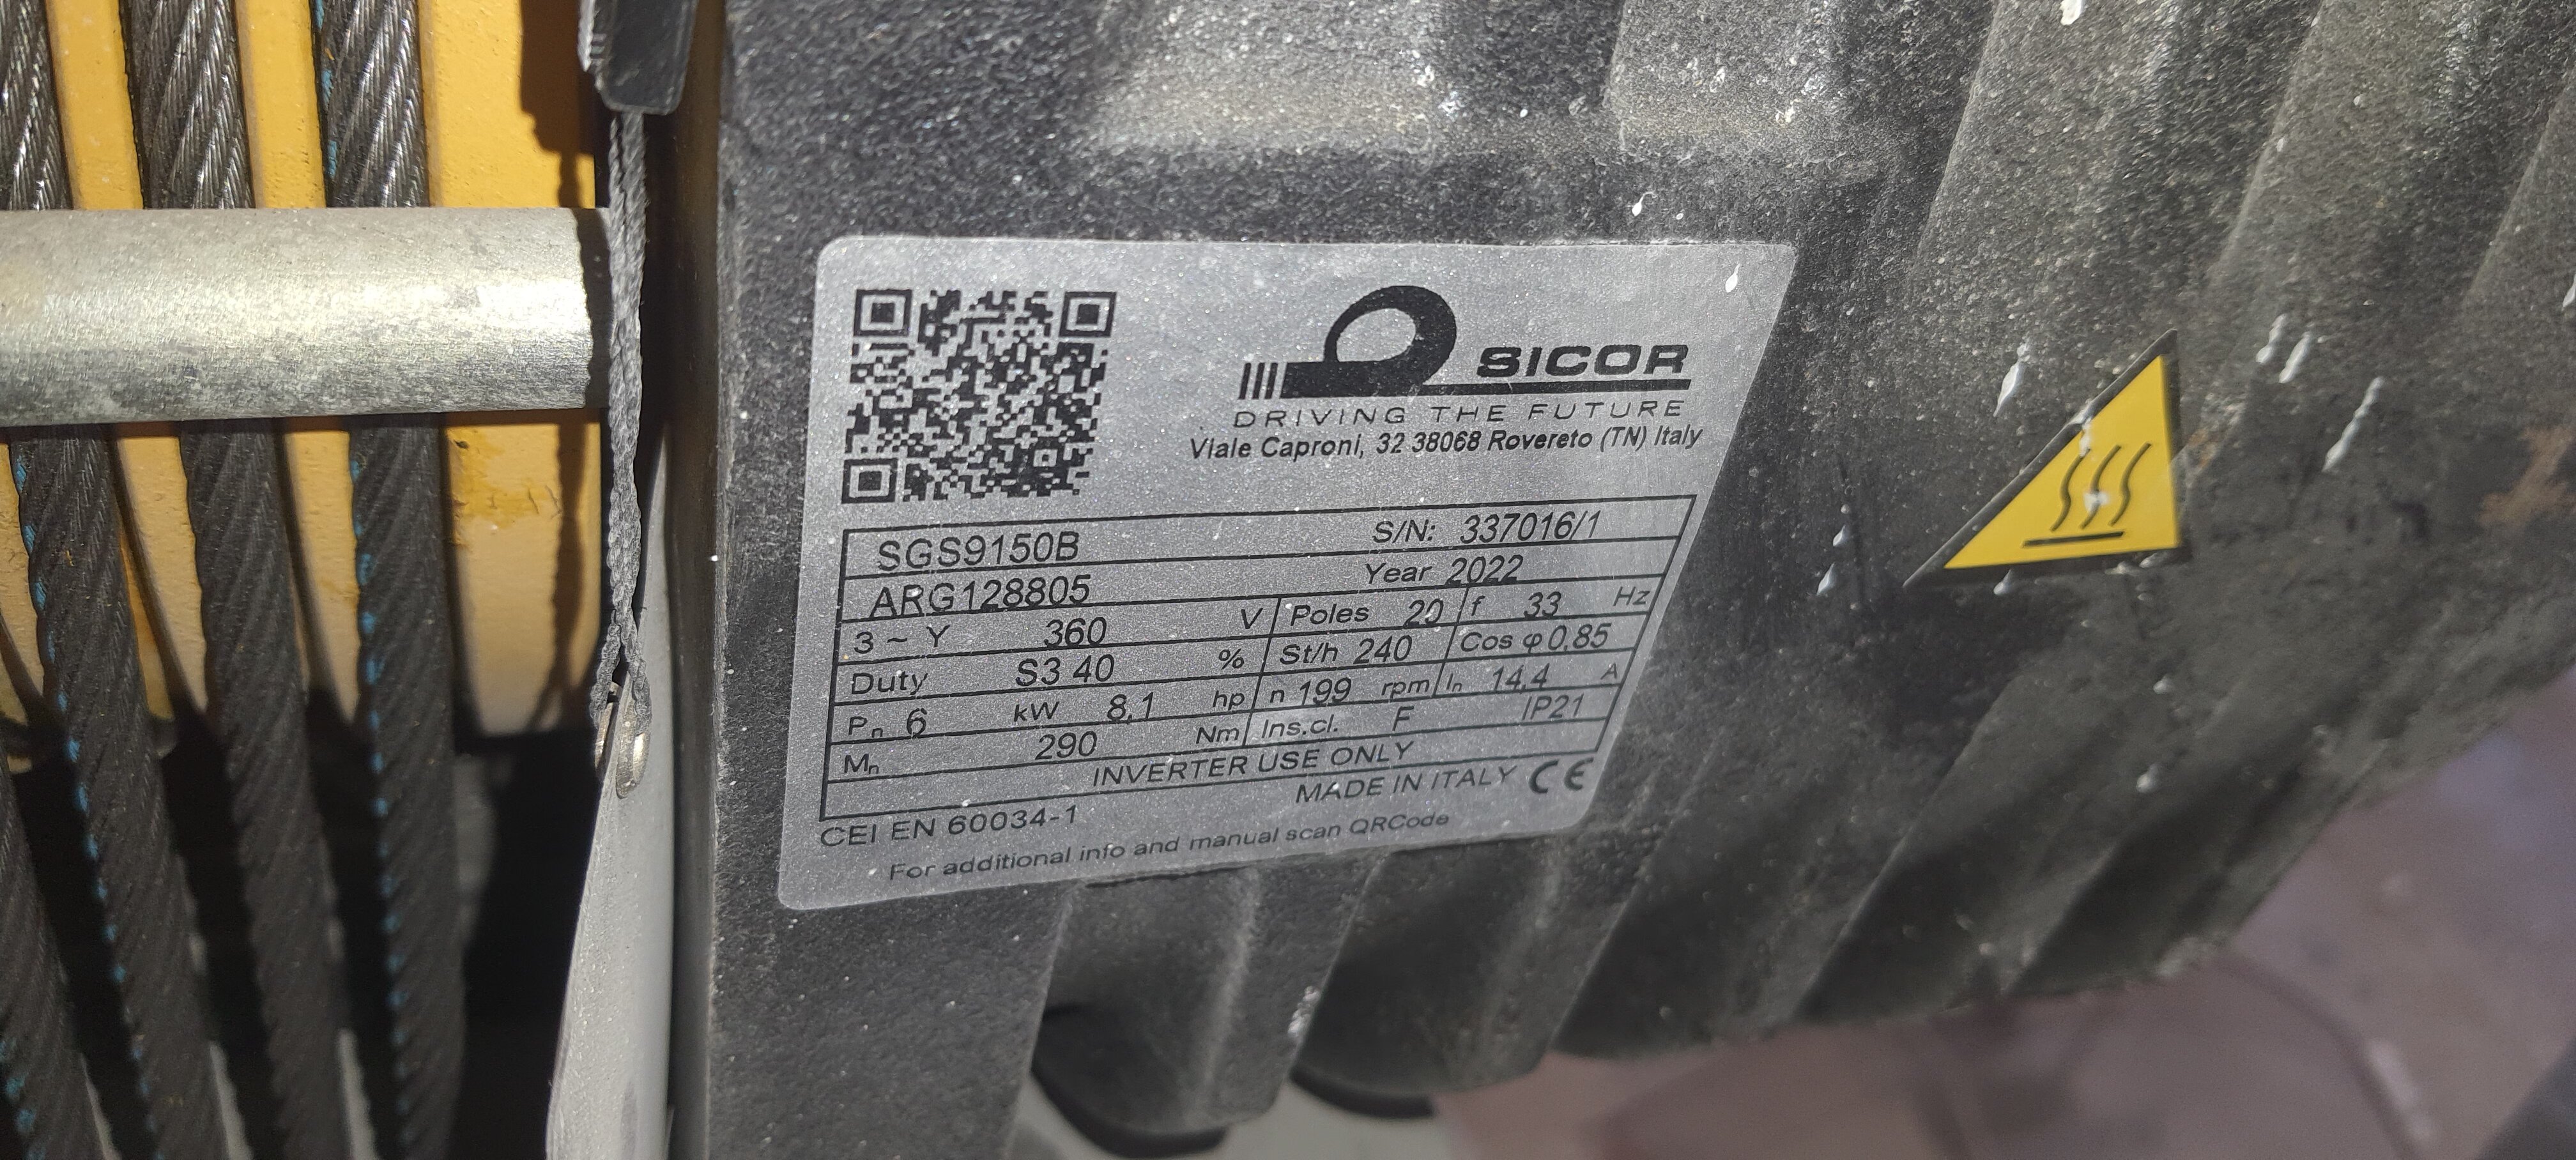 SICOR
DRIVING THE FUTURE
Viale Caproni, 32 38068 Rovereto (TN) Italy
SGS9150B S/N: 337016/1
ARG128805 Year 2022
3 ~ Y 360 V Poles 20 f 33 Hz
Duty S3 40 % St/h 240 Cos φ 0,85
Pn 6 kW 8,1 hp n 199 rpm In 14,4 A
Mn 290 Nm Ins.cl. F IP21
INVERTER USE ONLY
CEI EN 60034-1 MADE IN ITALY CE
For additional info and manual scan QRCode